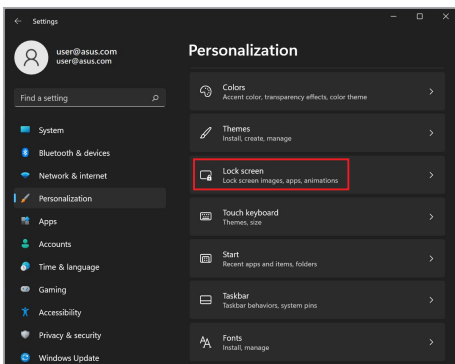 Settings
user@asus.com
user@asus.com
Find a setting
System
Bluetooth & devices
Network & internet
Personalization
Apps
Accounts
Time & language
Gaming
Accessibility
Privacy & security
Windows Update
Personalization
Colors
Accent color, transparency effects, color theme
Themes
Install, create, manage
Lock screen
Lock screen images, apps, animations
Touch keyboard
Themes, size
Start
Recent apps and items, folders
Taskbar
Taskbar behaviors, system pins
Fonts
Install, manage